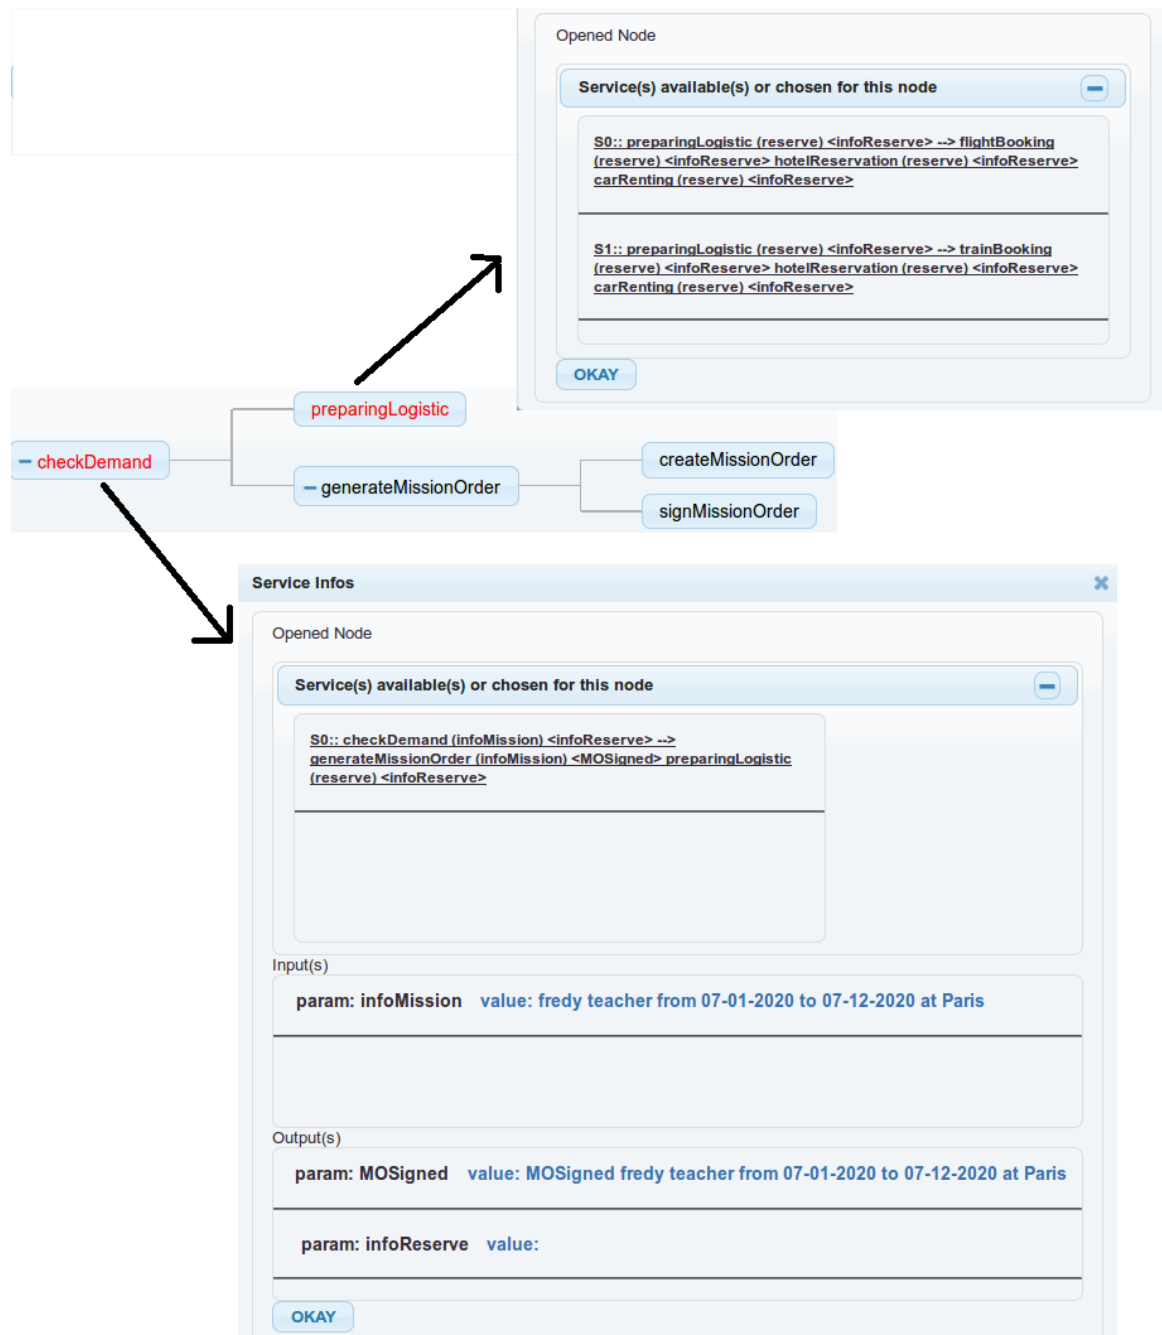 Opened Node
Service(s) available(s) or chosen for this node
S0:: preparingLogistic (reserve) <infoReserve> --> flightBooking
(reserve) <infoReserve> hotelReservation (reserve) <infoReserve>
carRenting (reserve) <infoReserve>
S1:: preparingLogistic (reserve) <infoReserve> --> trainBooking
(reserve) <infoReserve> hotelReservation (reserve) <infoReserve>
carRenting (reserve) <infoReserve>
OKAY
preparingLogistic
checkDemand
generateMissionOrder
createMissionOrder
signMissionOrder
Service Infos
Opened Node
Service(s) available(s) or chosen for this node
S0:: checkDemand (infoMission) <infoReserve> -->
generateMissionOrder (infoMission) <MOSigned> preparingLogistic
(reserve) <infoReserve>
Input(s)
param: infoMission value: fredy teacher from 07-01-2020 to 07-12-2020 at Paris
Output(s)
param: MOSigned value: MOSigned fredy teacher from 07-01-2020 to 07-12-2020 at Paris
param: infoReserve value:
OKAY